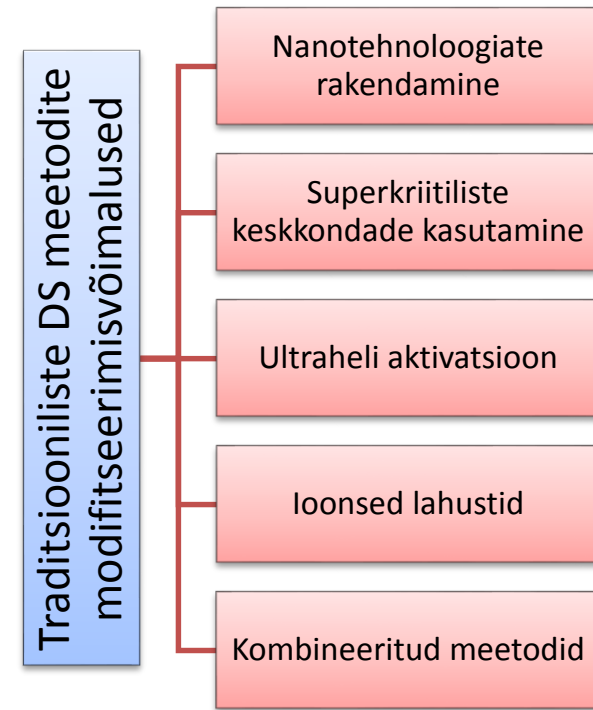 Traditsiooniliste DS meetodite
modifitseerimisvõimalused
Nanotehnoloogiate
rakendamine
Superkriitiliste
keskkondade kasutamine
Ultraheli aktivatsioon
Ioonsed lahustid
Kombineeritud meetodid